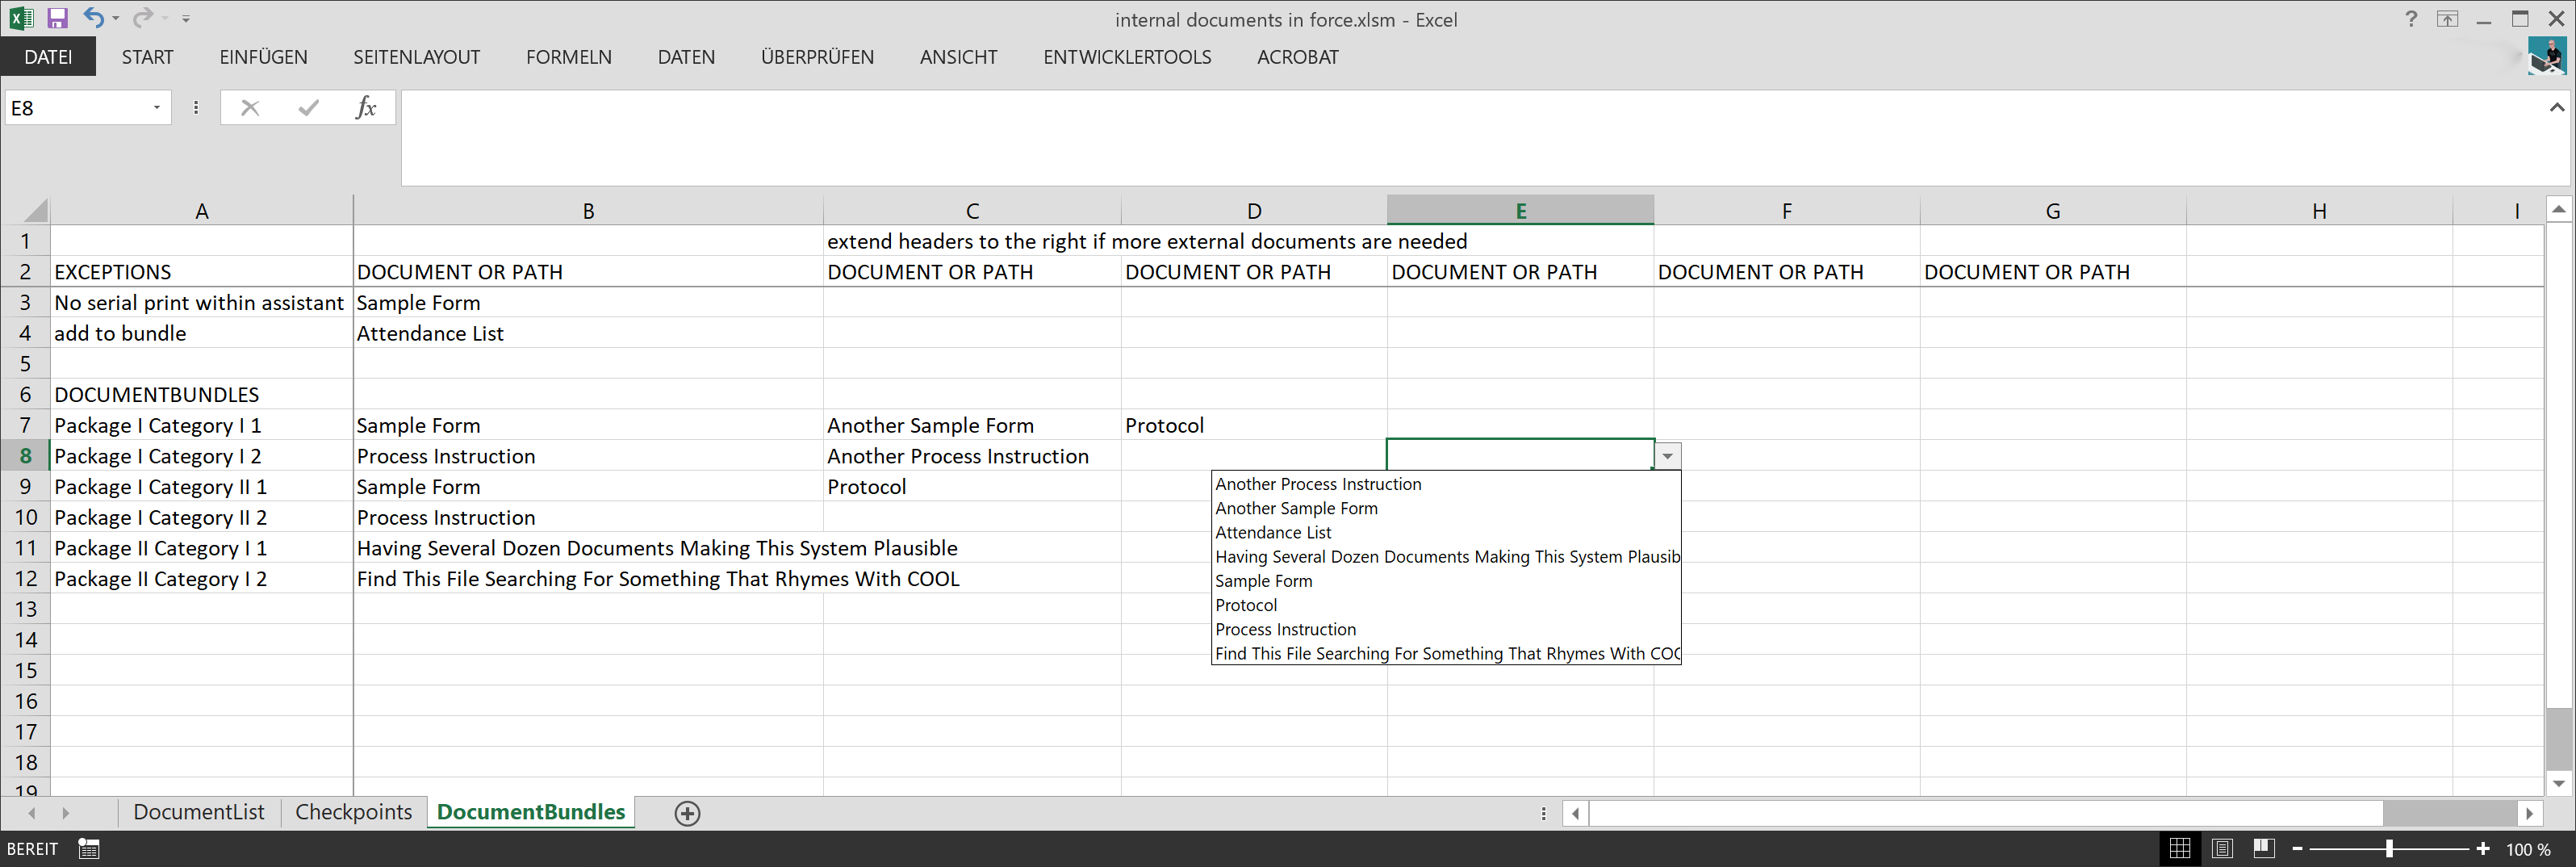 internal documents in force.xlsm - Excel
?
DATEI START EINFÜGEN SEITENLAYOUT FORMELN DATEN ÜBERPRÜFEN ANSICHT ENTWICKLERTOOLS ACROBAT
E8 fx
A B C D E F G H I
1 extend headers to the right if more external documents are needed
2 EXCEPTIONS DOCUMENT OR PATH DOCUMENT OR PATH DOCUMENT OR PATH DOCUMENT OR PATH DOCUMENT OR PATH DOCUMENT OR PATH
3 No serial print within assistant Sample Form
4 add to bundle Attendance List
5
6 DOCUMENTBUNDLES
7 Package I Category I 1 Sample Form Another Sample Form Protocol
8 Package I Category I 2 Process Instruction Another Process Instruction
9 Package I Category II 1 Sample Form Protocol
10 Package I Category II 2 Process Instruction
11 Package II Category I 1 Having Several Dozen Documents Making This System Plausible
12 Package II Category I 2 Find This File Searching For Something That Rhymes With COOL
13
14
15
16
17
18
19
Another Process Instruction
Another Sample Form
Attendance List
Having Several Dozen Documents Making This System Plausib
Sample Form
Protocol
Process Instruction
Find This File Searching For Something That Rhymes With COO
DocumentList Checkpoints DocumentBundles
BEREIT 100 %